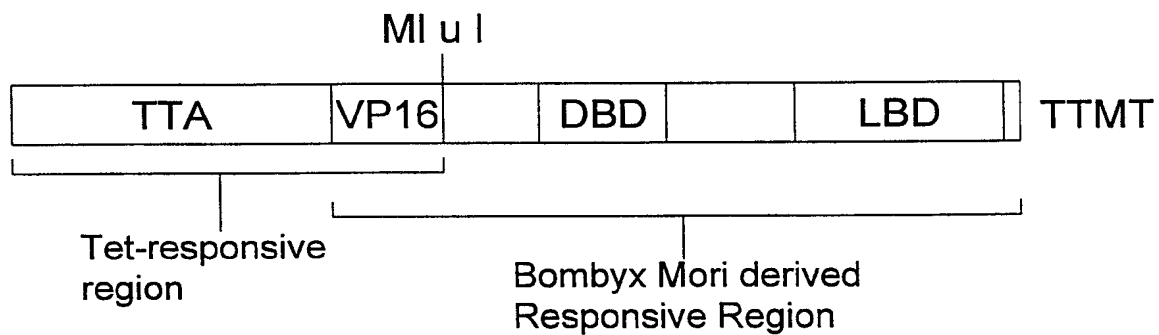 Ml u I
TTA VP16 DBD LBD TTMT
Tet-responsive
region
Bombyx Mori derived
Responsive Region